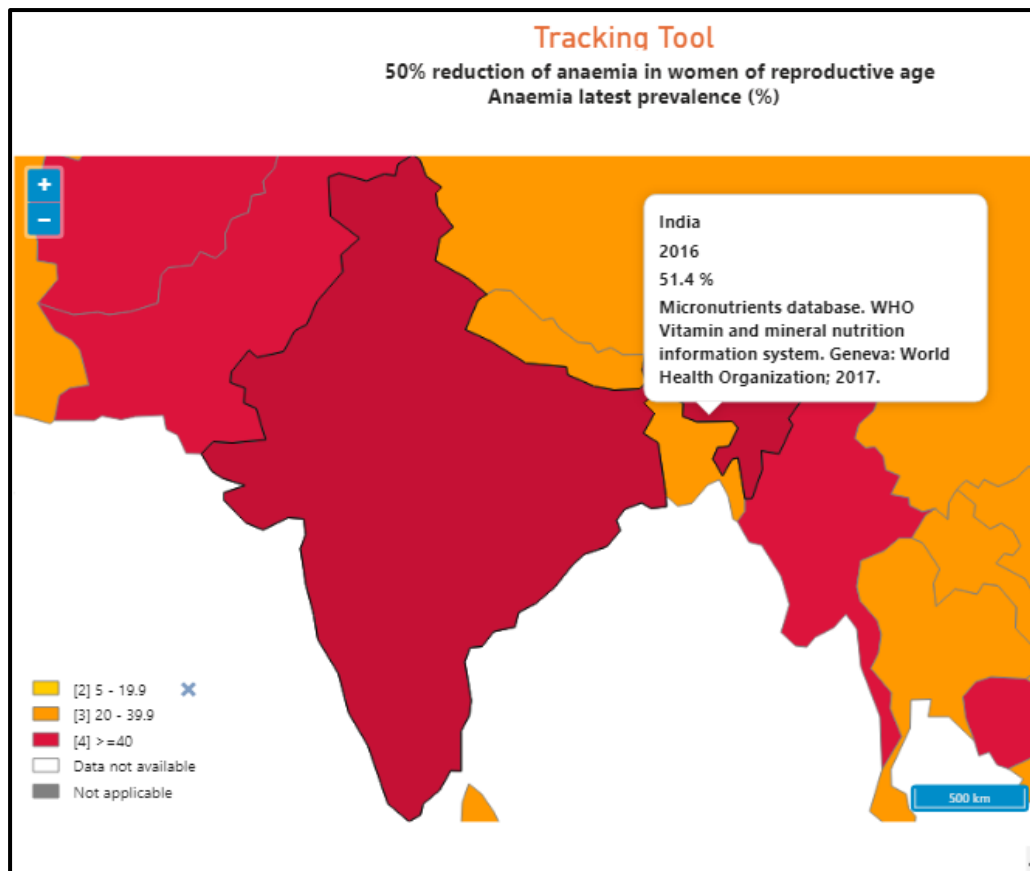 Tracking Tool
50% reduction of anaemia in women of reproductive age
Anaemia latest prevalence (%)
+
−
India
2016
51.4 %
Micronutrients database. WHO
Vitamin and mineral nutrition
information system. Geneva: World
Health Organization; 2017.
[2] 5 - 19.9
[3] 20 - 39.9
[4] >=40
Data not available
Not applicable
500 km